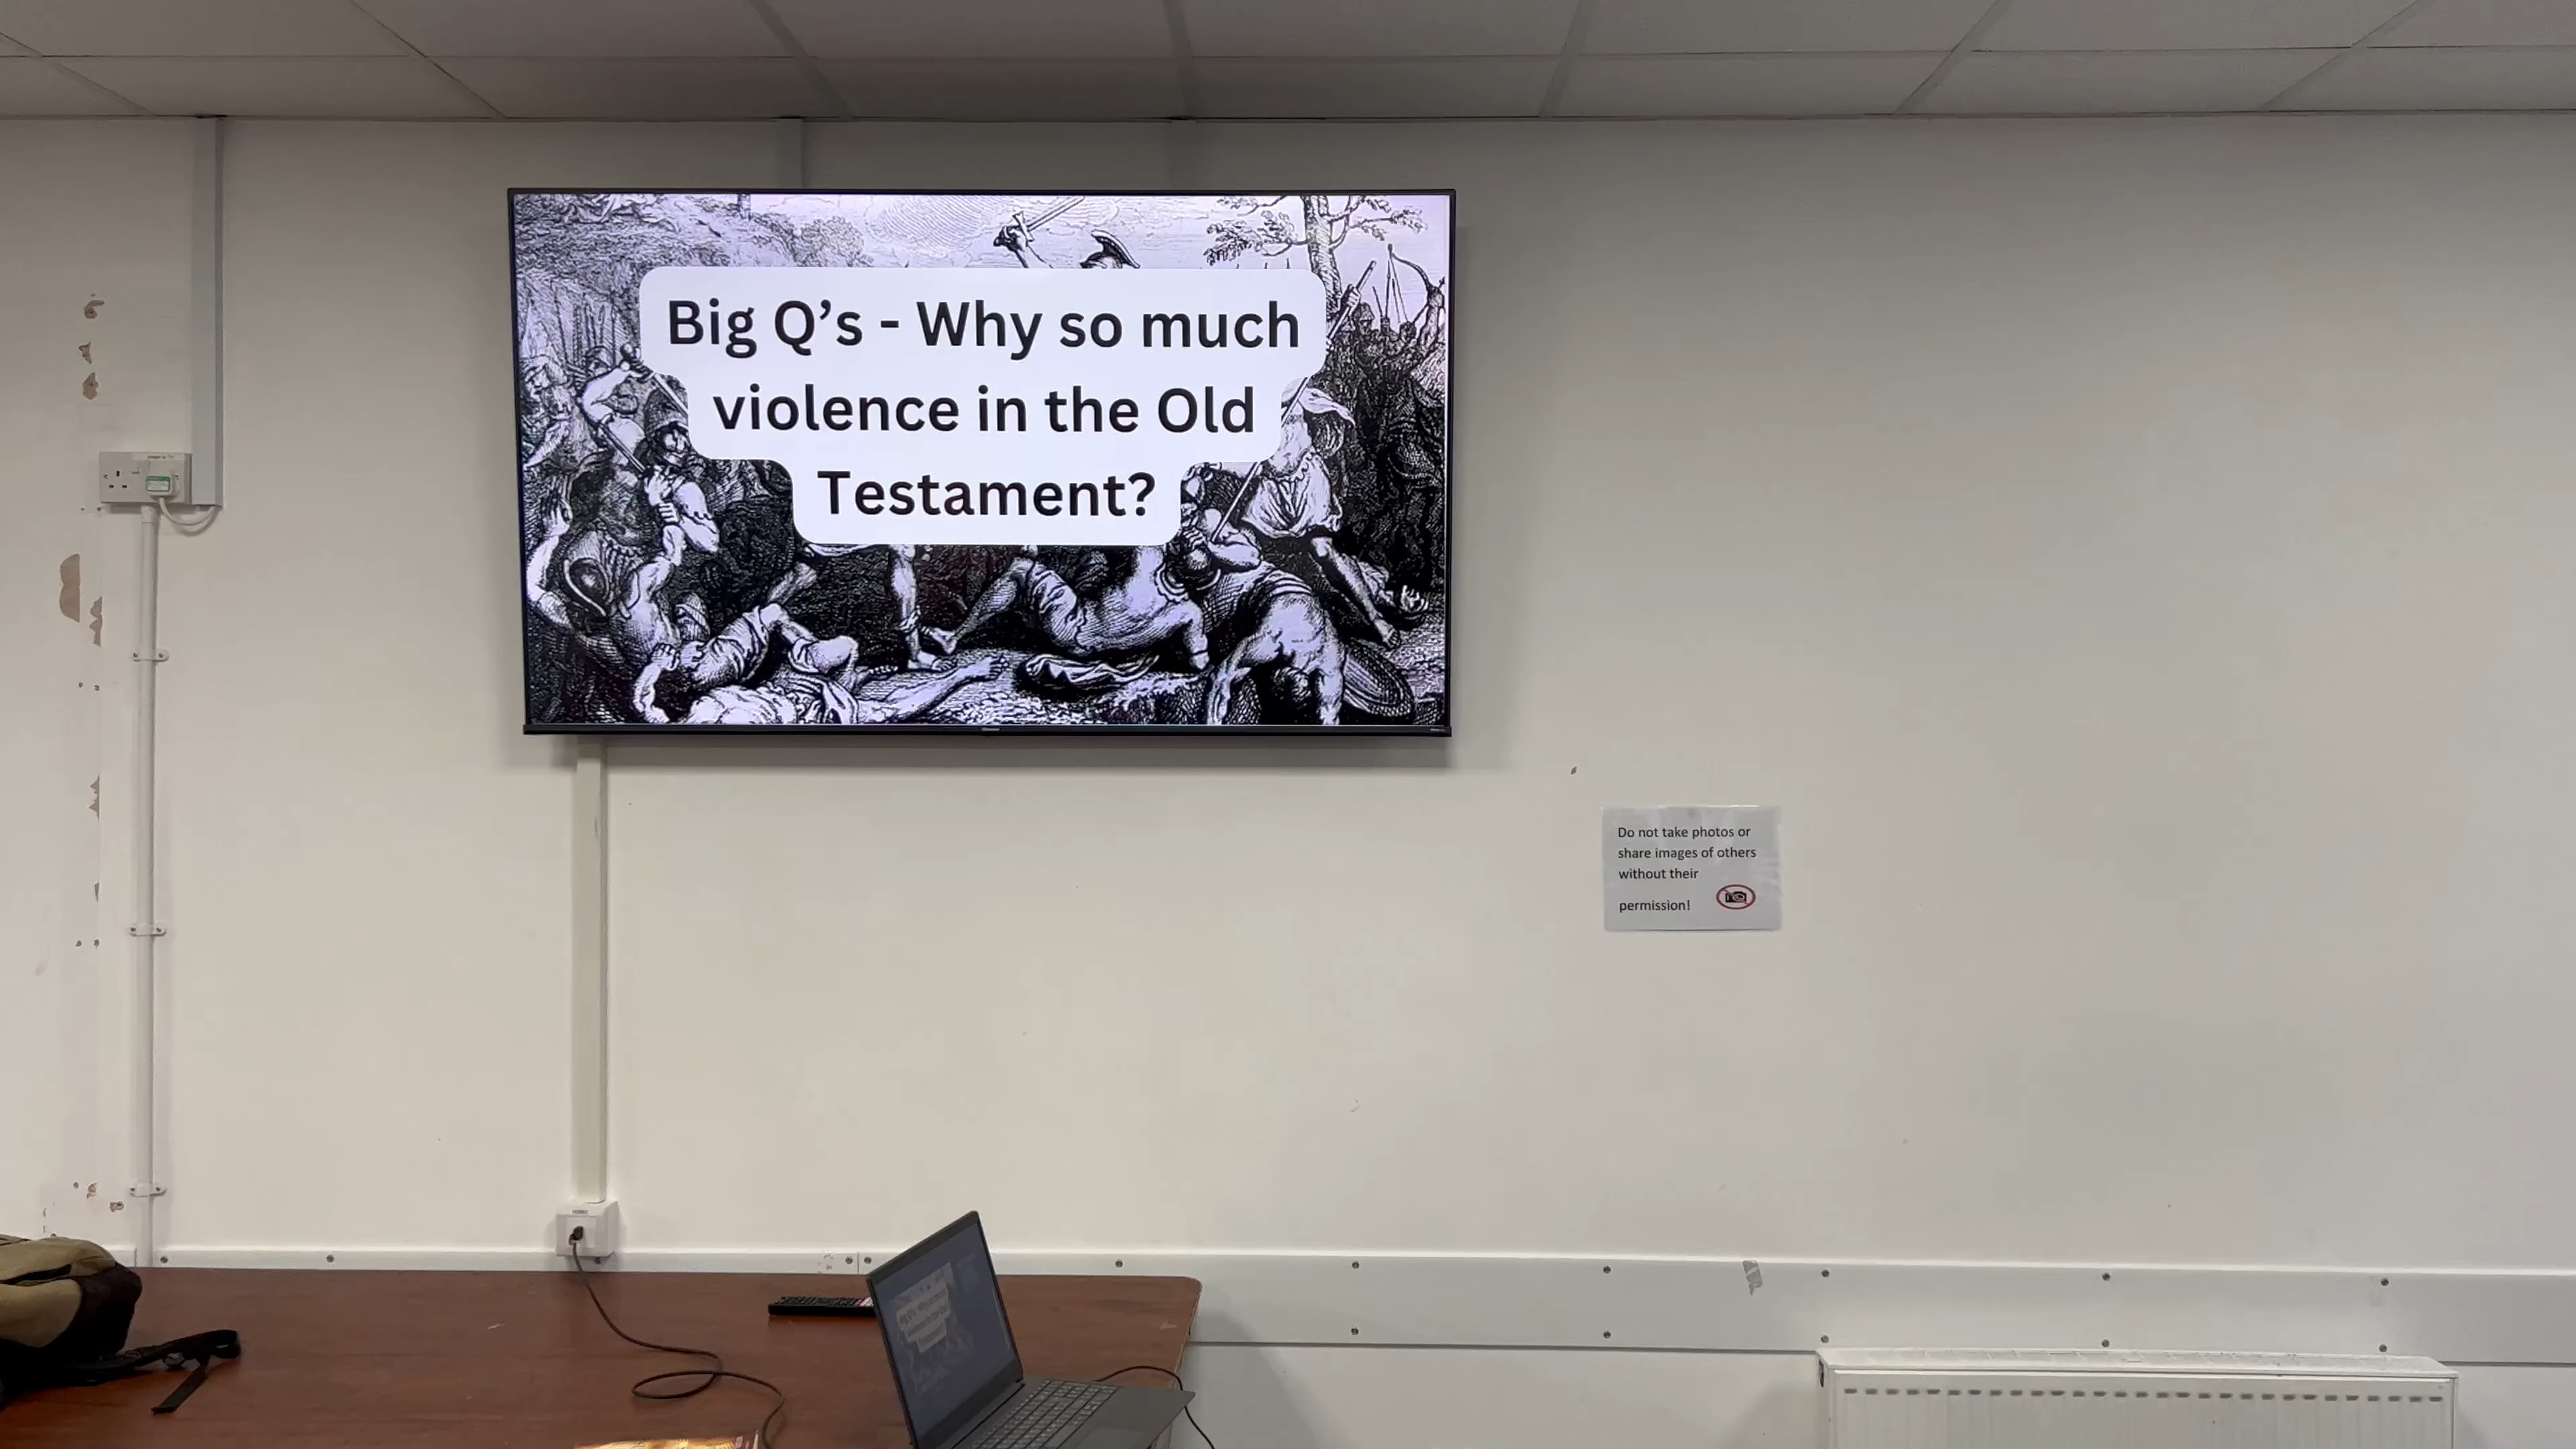 Big Q's - Why so much
violence in the Old
Testament?
Do not take photos or
share images of others
without their
permission!